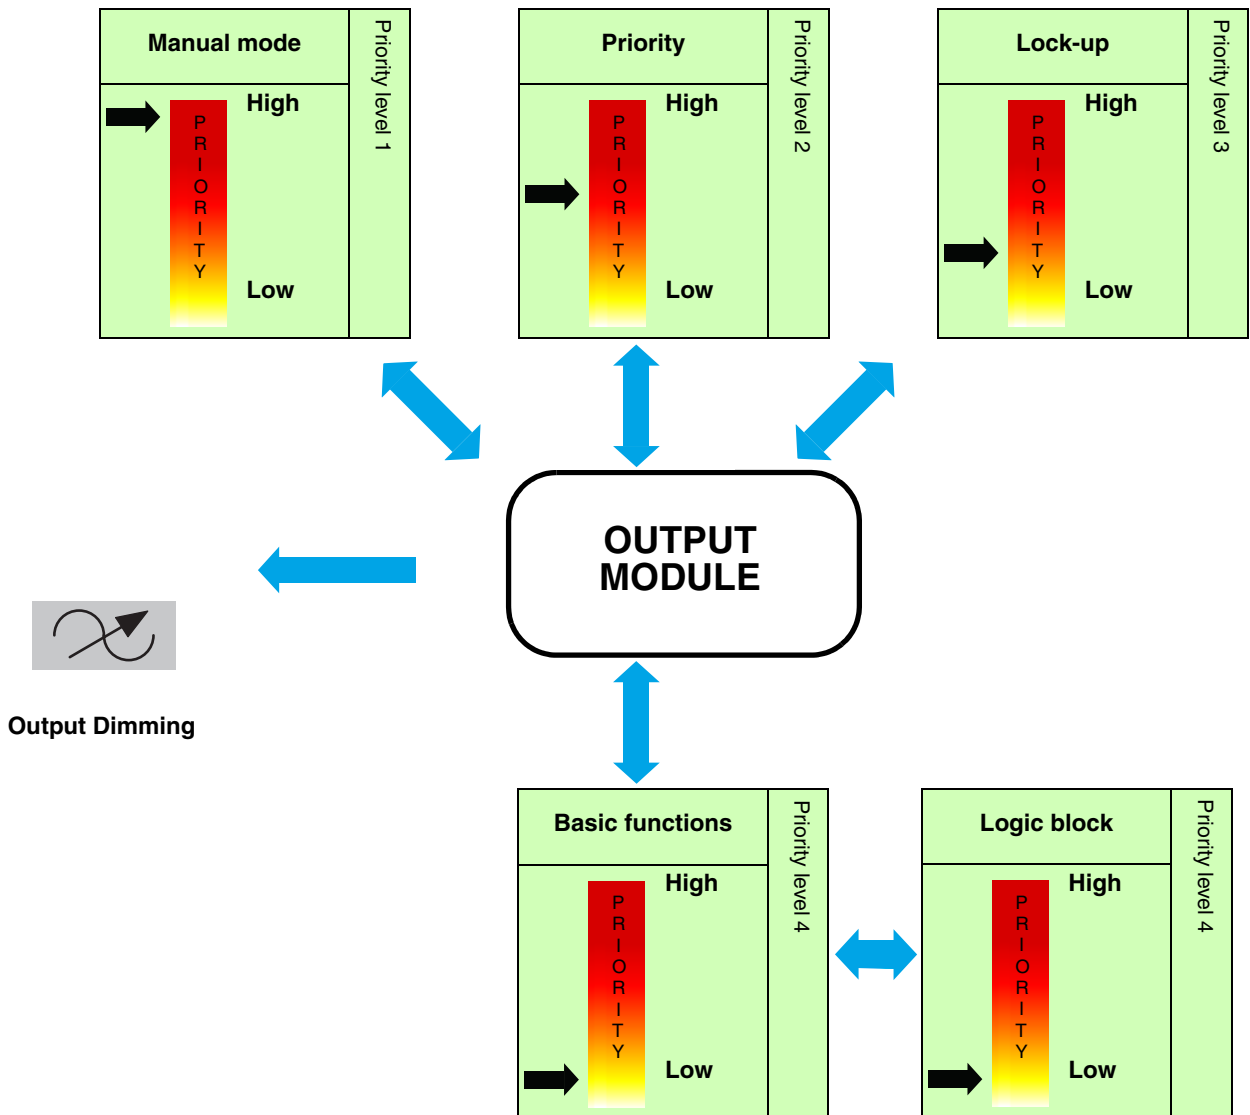 Manual mode
Priority level 1
High
PRIORITY
Low
Priority
Priority level 2
High
PRIORITY
Low
Lock-up
Priority level 3
High
PRIORITY
Low
OUTPUT
MODULE
Output Dimming
Basic functions
Priority level 4
High
PRIORITY
Low
Logic block
Priority level 4
High
PRIORITY
Low